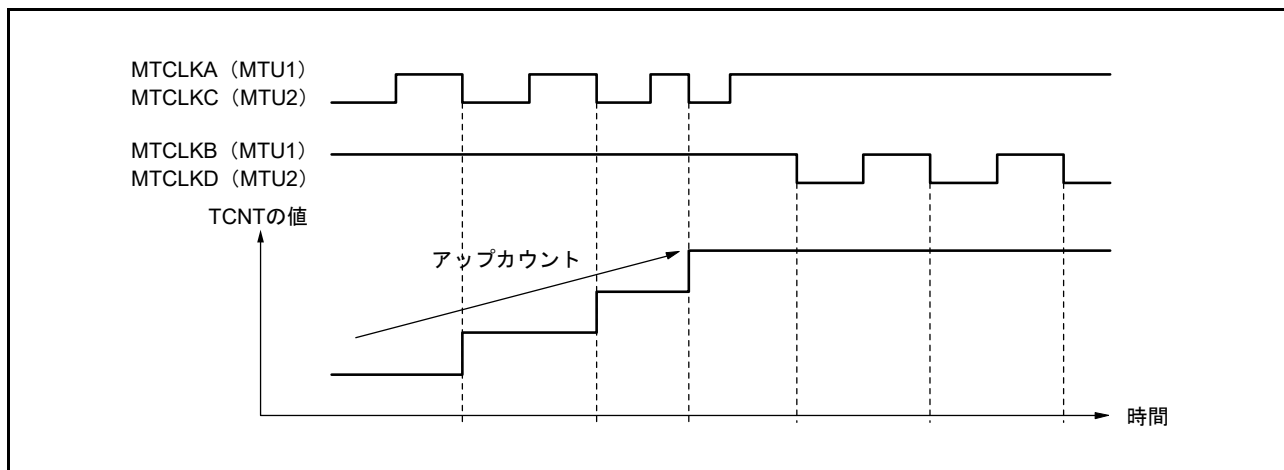 MTCLKA（MTU1）
MTCLKC（MTU2）
MTCLKB（MTU1）
MTCLKD（MTU2）
TCNTの値
アップカウント
時間